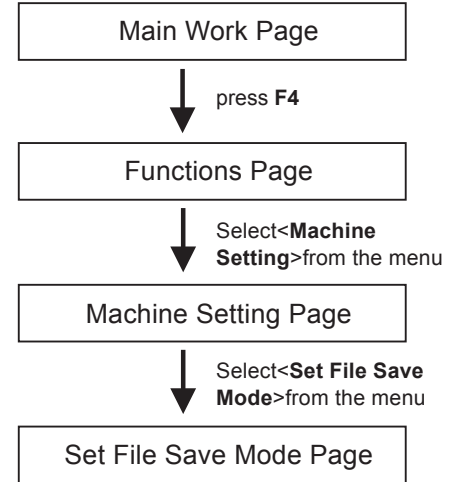 Main Work Page
press F4
Functions Page
Select<Machine
Setting>from the menu
Machine Setting Page
Select<Set File Save
Mode>from the menu
Set File Save Mode Page